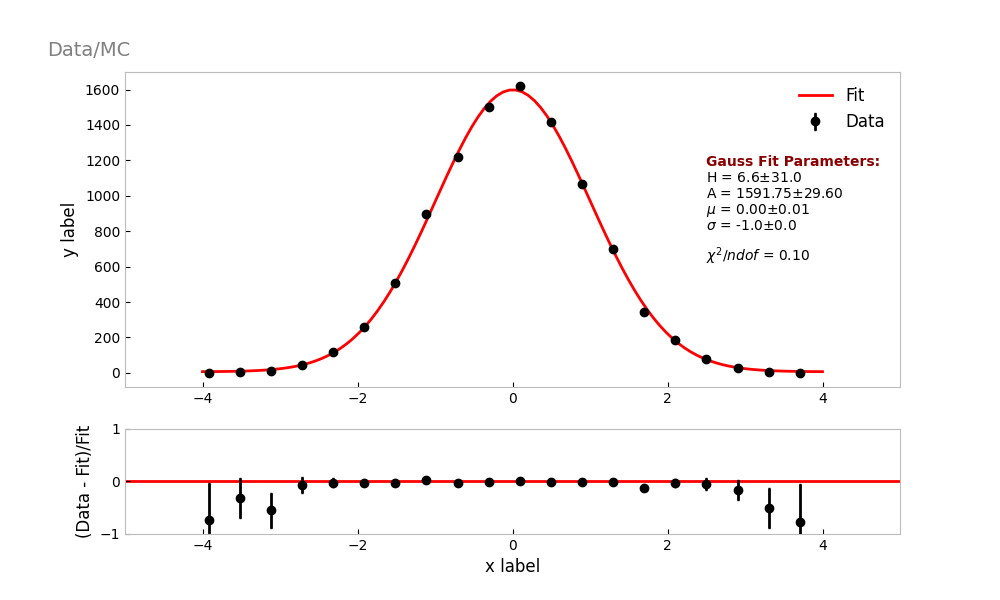 Data/MC
y label
1600
1400
1200
1000
800
600
400
200
0
−4
−2
0
2
4
Fit
Data
Gauss Fit Parameters:
H = 6.6±31.0
A = 1591.75±29.60
μ = 0.00±0.01
σ = -1.0±0.0
χ²/ndof = 0.10
(Data - Fit)/Fit
1
0
−1
−4
−2
0
2
4
x label